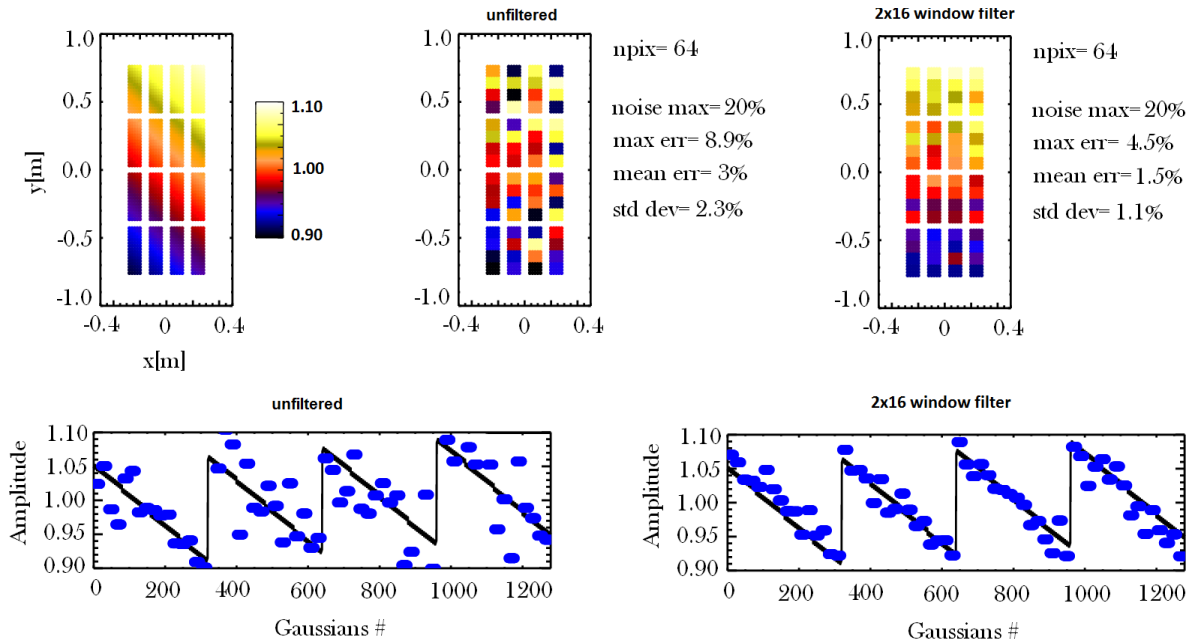 unfiltered
2x16 window filter
1.0
0.5
0.0
-0.5
-1.0
y[m]
-0.4
0
0.4
x[m]
1.10
1.00
0.90
1.0
0.5
0.0
-0.5
-1.0
-0.4
0
0.4
npix= 64
noise max= 20%
max err= 8.9%
mean err= 3%
std dev= 2.3%
1.0
0.5
0.0
-0.5
-1.0
-0.4
0
0.4
npix= 64
noise max= 20%
max err= 4.5%
mean err= 1.5%
std dev= 1.1%
unfiltered
Amplitude
1.10
1.05
1.00
0.95
0.90
0
200
400
600
800
1000
1200
Gaussians #
2x16 window filter
Amplitude
1.10
1.05
1.00
0.95
0.90
0
200
400
600
800
1000
1200
Gaussians #